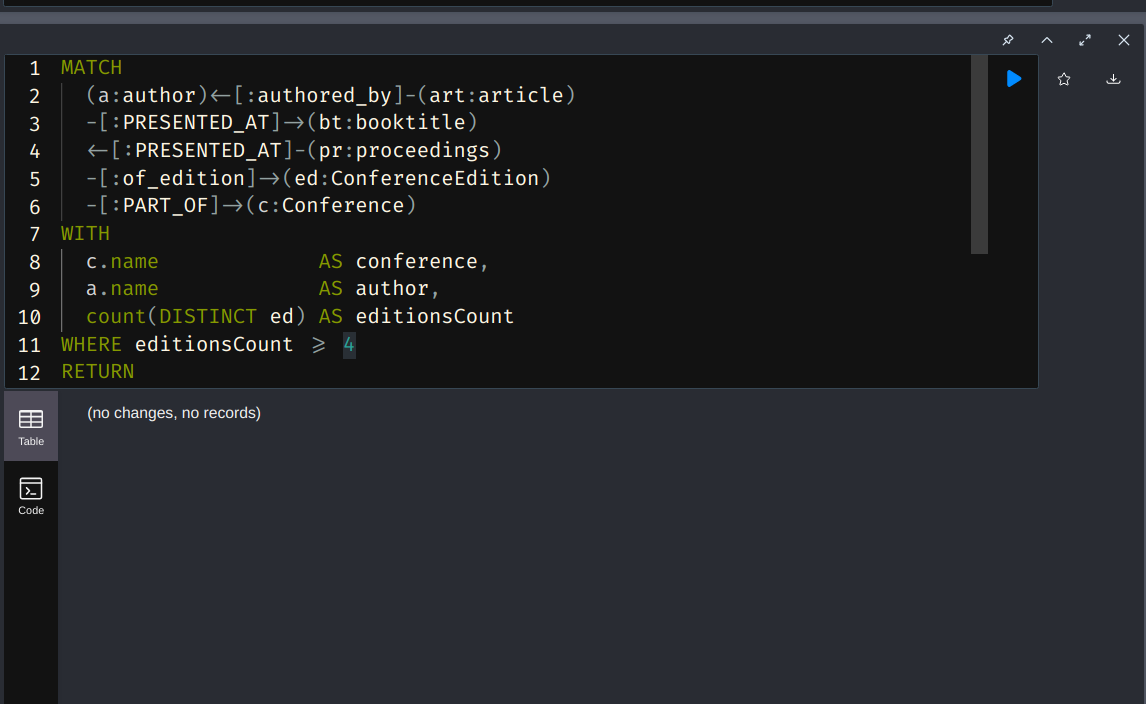 1 MATCH
2 (a:author)<-[:authored_by]-(art:article)
3 -[:PRESENTED_AT]->(bt:booktitle)
4 <-[:PRESENTED_AT]-(pr:proceedings)
5 -[:of_edition]->(ed:ConferenceEdition)
6 -[:PART_OF]->(c:Conference)
7 WITH
8 c.name AS conference,
9 a.name AS author,
10 count(DISTINCT ed) AS editionsCount
11 WHERE editionsCount >= 4
12 RETURN
(no changes, no records)
Table
Code